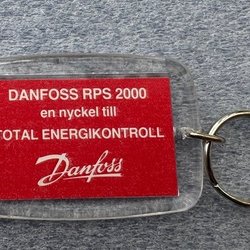 DANFOSS RPS 2000
en nyckel till
TOTAL ENERGIKONTROLL
Danfoss